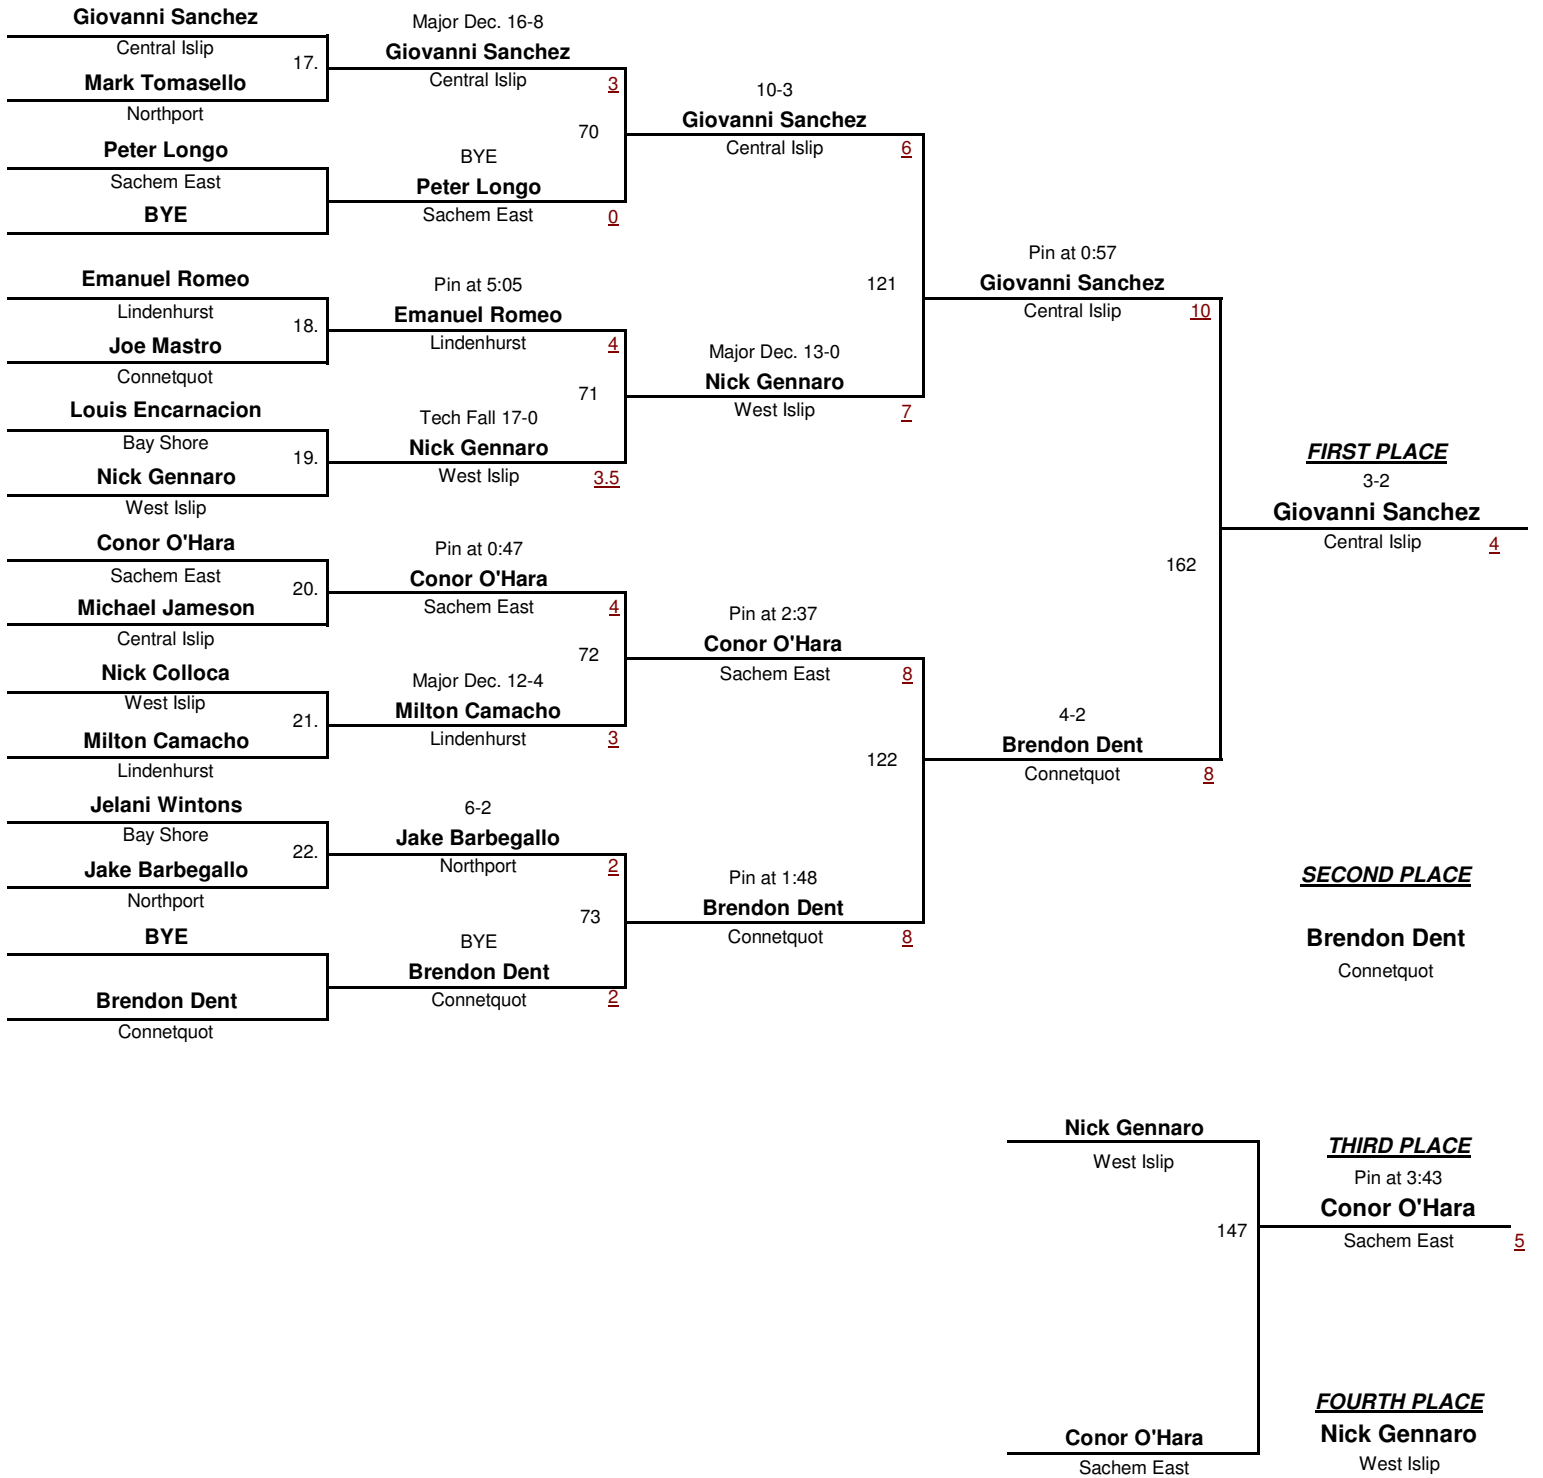 Giovanni Sanchez
Central Islip
17.
Mark Tomasello
Northport
Peter Longo
Sachem East
BYE
Emanuel Romeo
Lindenhurst
18.
Joe Mastro
Connetquot
Louis Encarnacion
Bay Shore
19.
Nick Gennaro
West Islip
Conor O'Hara
Sachem East
20.
Michael Jameson
Central Islip
Nick Colloca
West Islip
21.
Milton Camacho
Lindenhurst
Jelani Wintons
Bay Shore
22.
Jake Barbegallo
Northport
BYE
Brendon Dent
Connetquot
Major Dec. 16-8
Giovanni Sanchez
Central Islip
3
70
BYE
Peter Longo
Sachem East
0
Pin at 5:05
Emanuel Romeo
Lindenhurst
4
71
Tech Fall 17-0
Nick Gennaro
West Islip
3.5
Pin at 0:47
Conor O'Hara
Sachem East
4
72
Major Dec. 12-4
Milton Camacho
Lindenhurst
3
6-2
Jake Barbegallo
Northport
2
73
BYE
Brendon Dent
Connetquot
2
10-3
Giovanni Sanchez
Central Islip
6
121
Major Dec. 13-0
Nick Gennaro
West Islip
7
Pin at 2:37
Conor O'Hara
Sachem East
8
122
Pin at 1:48
Brendon Dent
Connetquot
8
Pin at 0:57
Giovanni Sanchez
Central Islip
10
162
4-2
Brendon Dent
Connetquot
8
FIRST PLACE
3-2
Giovanni Sanchez
Central Islip
4
SECOND PLACE
Brendon Dent
Connetquot
Nick Gennaro
West Islip
147
Conor O'Hara
Sachem East
THIRD PLACE
Pin at 3:43
Conor O'Hara
Sachem East
5
FOURTH PLACE
Nick Gennaro
West Islip